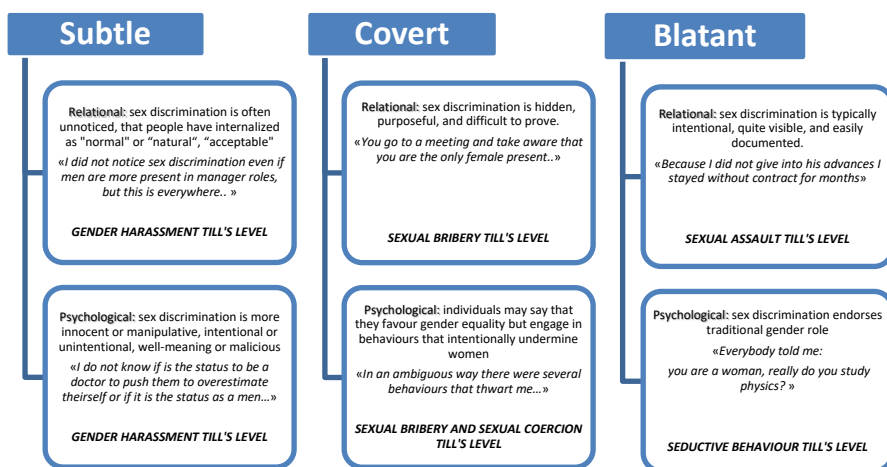 Subtle
Relational: sex discrimination is often
unnoticed, that people have internalized
as "normal" or “natural“, “acceptable"
«I did not notice sex discrimination even if
men are more present in manager roles,
but this is everywhere.. »
GENDER HARASSMENT TILL'S LEVEL
Psychological: sex discrimination is more
innocent or manipulative, intentional or
unintentional, well-meaning or malicious
«I do not know if is the status to be a
doctor to push them to overestimate
theirself or if it is the status as a men…»
GENDER HARASSMENT TILL'S LEVEL
Covert
Relational: sex discrimination is hidden,
purposeful, and difficult to prove.
«You go to a meeting and take aware that
you are the only female present..»
SEXUAL BRIBERY TILL'S LEVEL
Psychological: individuals may say that
they favour gender equality but engage in
behaviours that intentionally undermine
women
«In an ambiguous way there were several
behaviours that thwart me…»
SEXUAL BRIBERY AND SEXUAL COERCION
TILL'S LEVEL
Blatant
Relational: sex discrimination is typically
intentional, quite visible, and easily
documented.
«Because I did not give into his advances I
stayed without contract for months»
SEXUAL ASSAULT TILL'S LEVEL
Psychological: sex discrimination endorses
traditional gender role
«Everybody told me:
you are a woman, really do you study
physics? »
SEDUCTIVE BEHAVIOUR TILL'S LEVEL